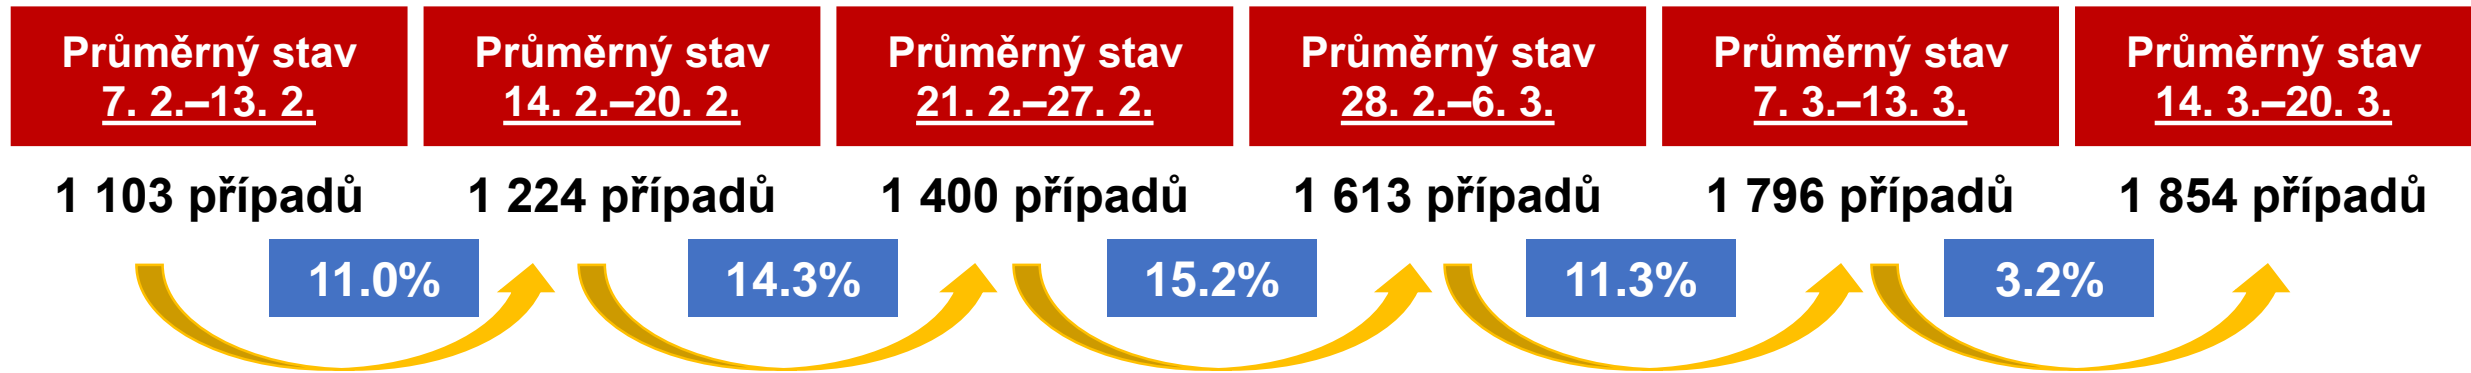 Průměrný stav
7. 2.–13. 2.
Průměrný stav
14. 2.–20. 2.
Průměrný stav
21. 2.–27. 2.
Průměrný stav
28. 2.–6. 3.
Průměrný stav
7. 3.–13. 3.
Průměrný stav
14. 3.–20. 3.
1 103 případů
1 224 případů
1 400 případů
1 613 případů
1 796 případů
1 854 případů
11.0%
14.3%
15.2%
11.3%
3.2%